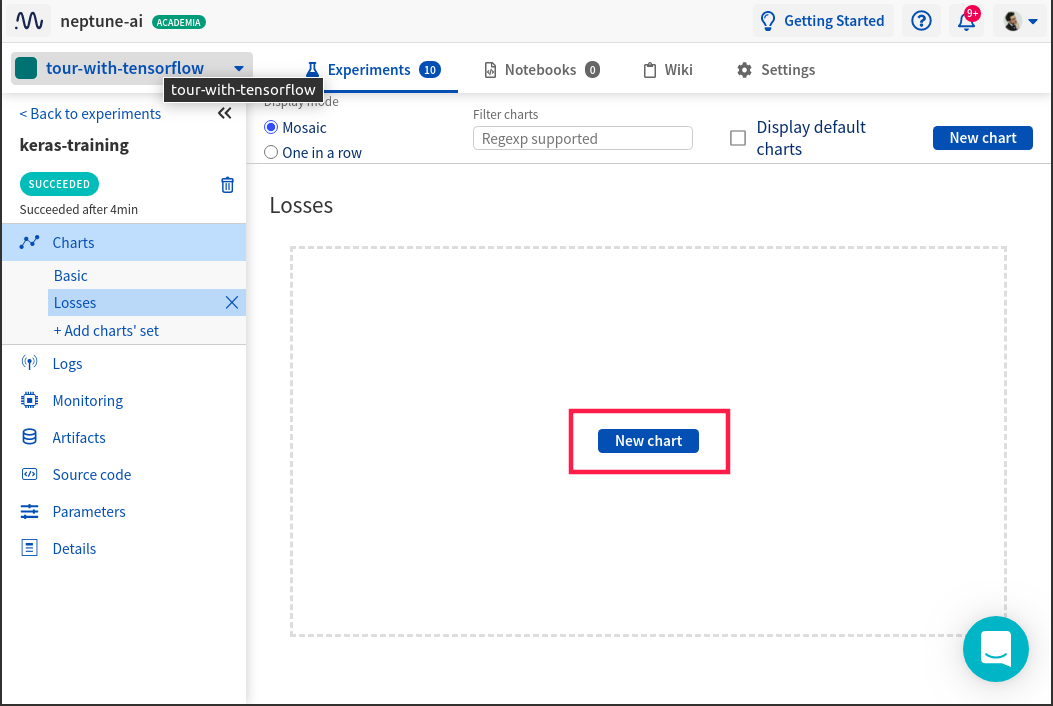 neptune-ai ACADEMIA
Getting Started
9+
tour-with-tensorflow
Experiments 10
Notebooks 0
Wiki
Settings
tour-with-tensorflow
< Back to experiments
keras-training
SUCCEEDED
Succeeded after 4min
Charts
Basic
Losses
+ Add charts' set
Logs
Monitoring
Artifacts
Source code
Parameters
Details
Display mode
Mosaic
One in a row
Filter charts
Regexp supported
Display default
charts
New chart
Losses
New chart